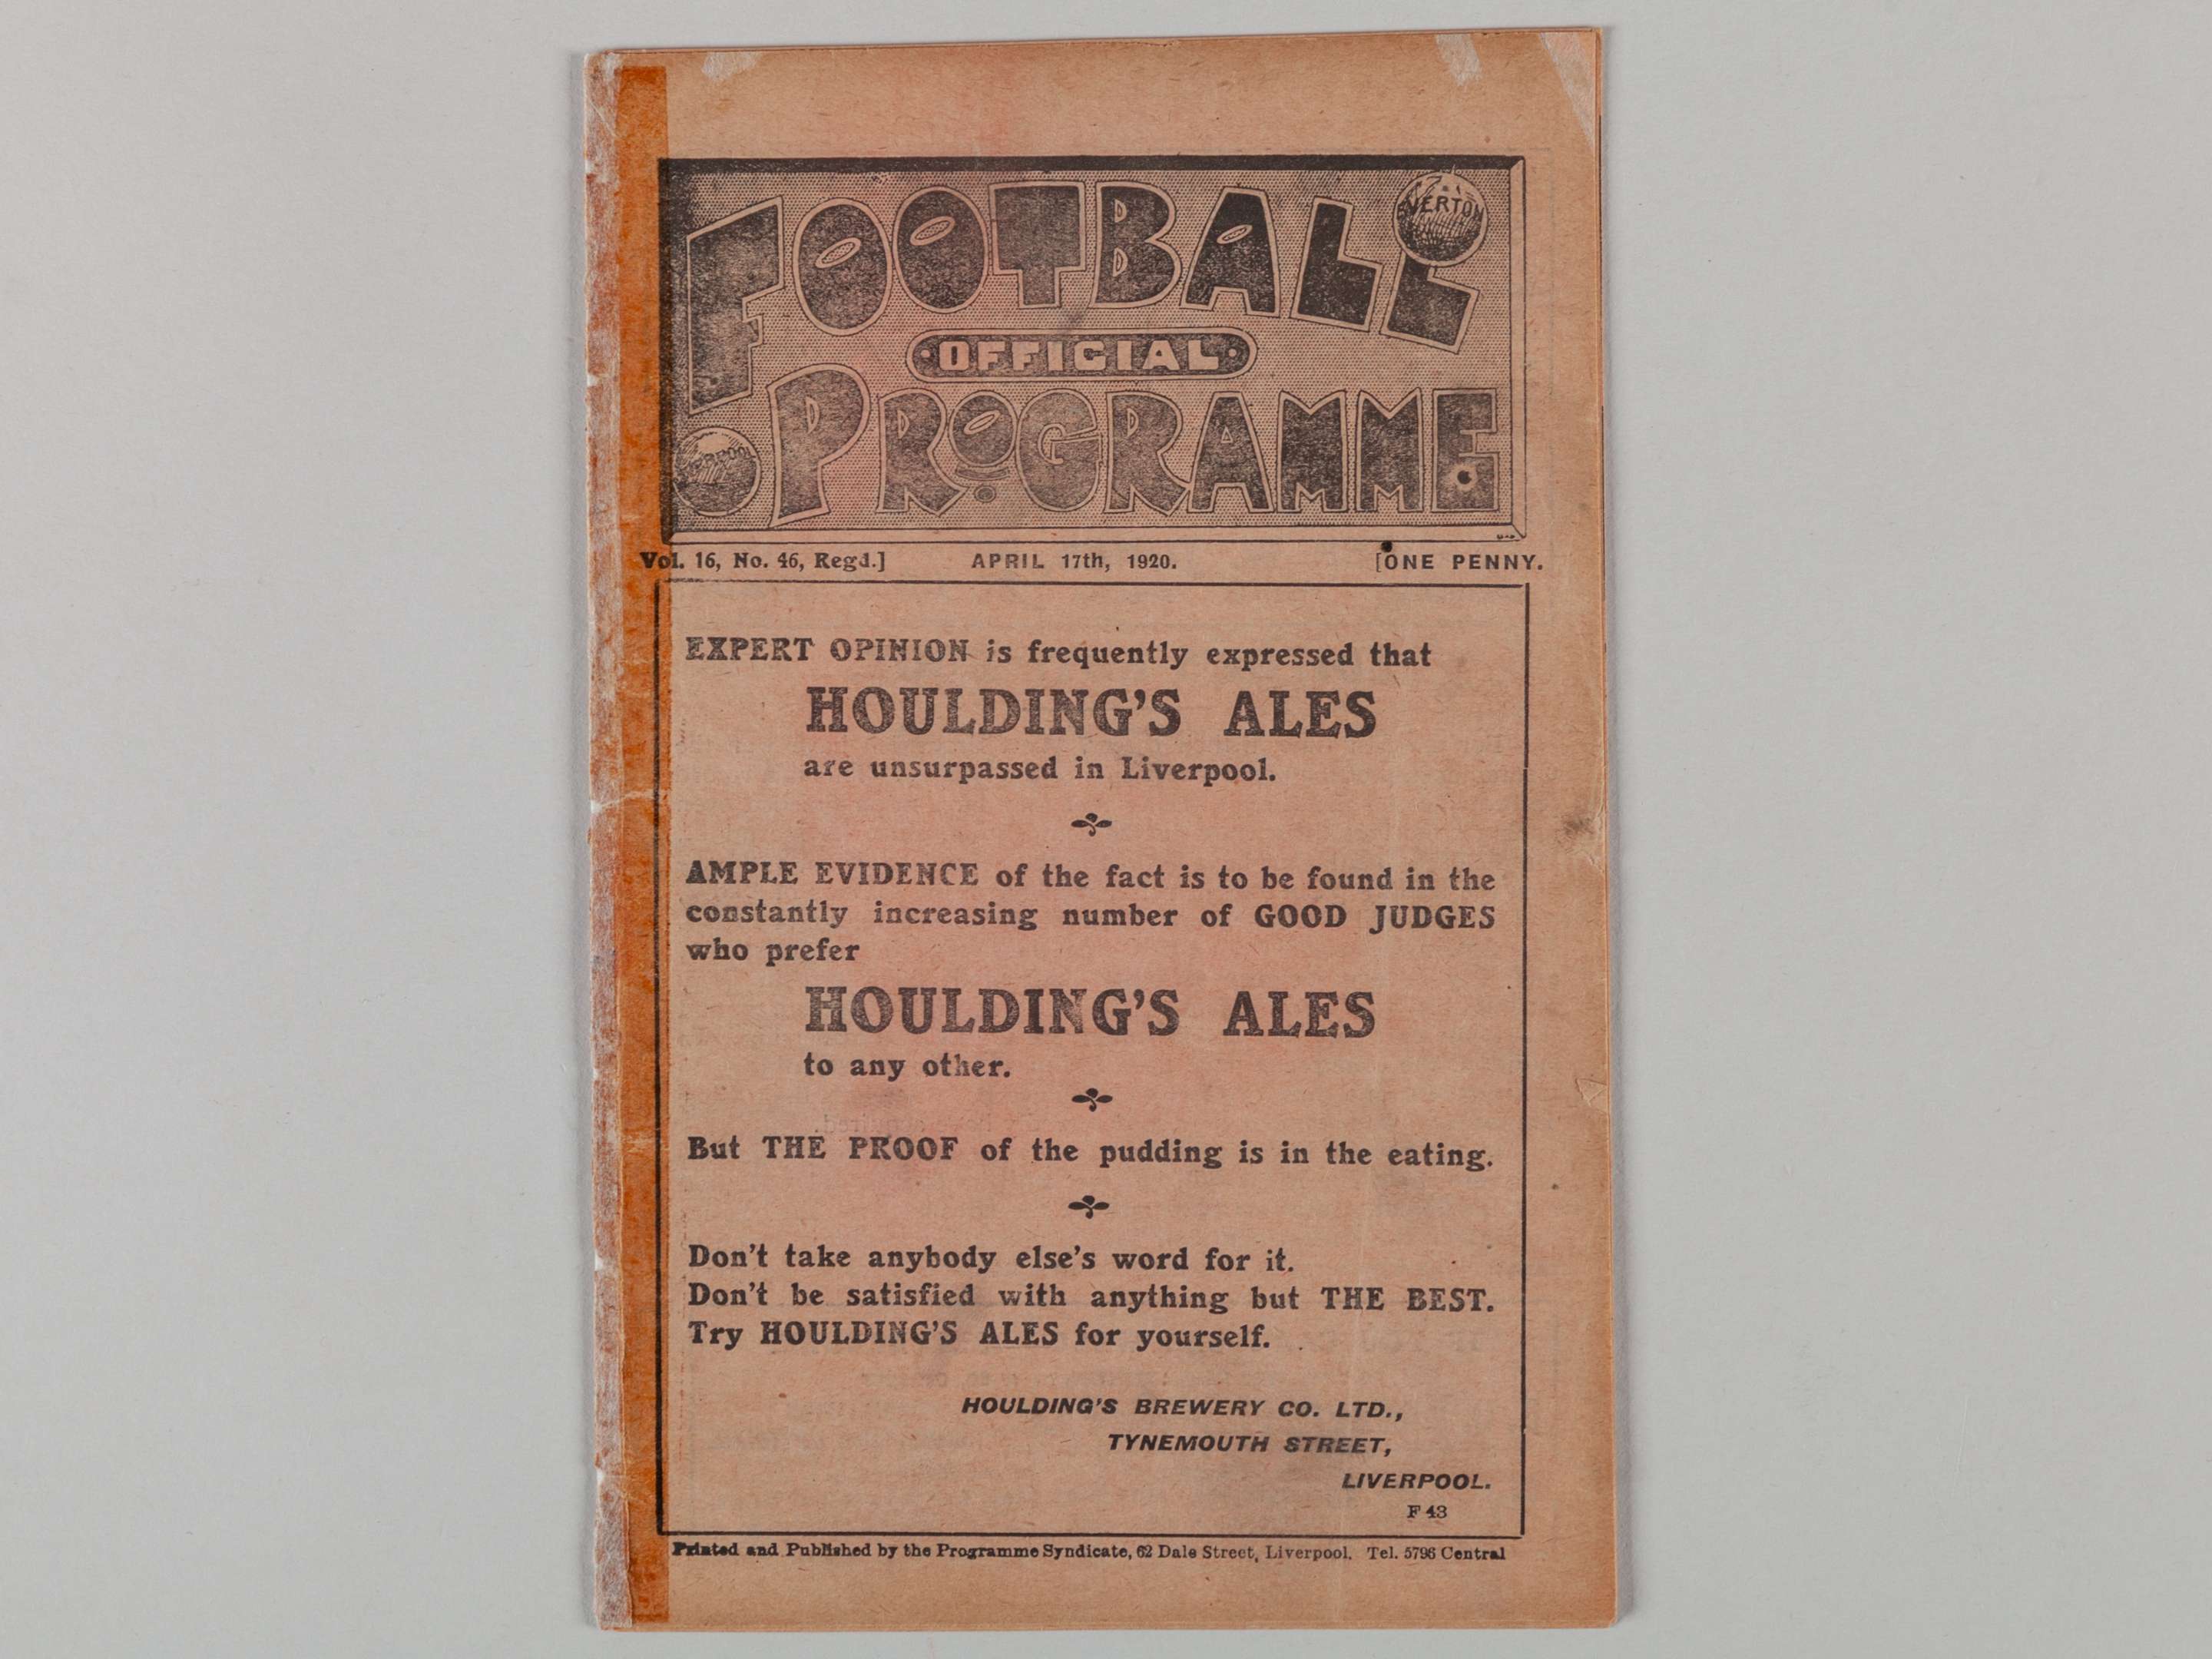 EVERTON
FOOTBALL
OFFICIAL
PROGRAMME
LIVERPOOL
Vol. 16, No. 46, Regd.] APRIL 17th, 1920. [ONE PENNY.
EXPERT OPINION is frequently expressed that
HOULDING'S ALES
are unsurpassed in Liverpool.
AMPLE EVIDENCE of the fact is to be found in the
constantly increasing number of GOOD JUDGES
who prefer
HOULDING'S ALES
to any other.
But THE PROOF of the pudding is in the eating.
Don't take anybody else's word for it.
Don't be satisfied with anything but THE BEST.
Try HOULDING'S ALES for yourself.
HOULDING'S BREWERY CO. LTD.,
TYNEMOUTH STREET,
LIVERPOOL.
F 43
Printed and Published by the Programme Syndicate, 62 Dale Street, Liverpool. Tel. 5796 Central